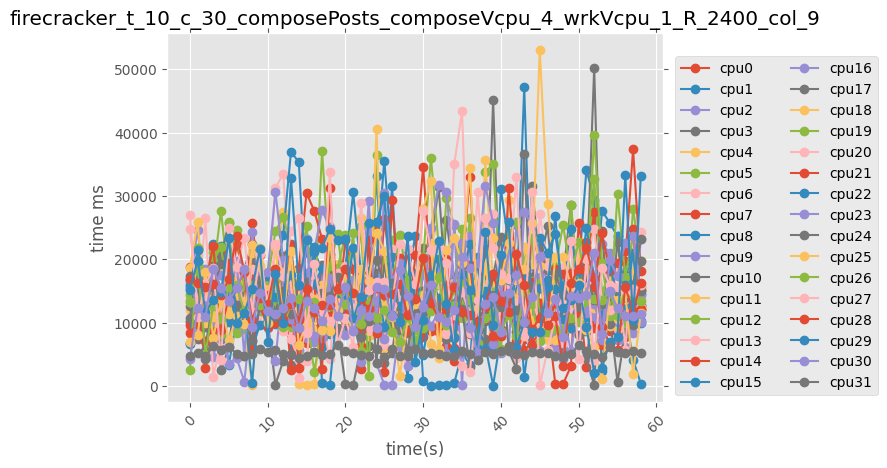 firecracker_t_10_c_30_composePosts_composeVcpu_4_wrkVcpu_1_R_2400_col_9
time ms
50000
40000
30000
20000
10000
0
0
10
20
30
40
50
60
time(s)
cpu0
cpu1
cpu2
cpu3
cpu4
cpu5
cpu6
cpu7
cpu8
cpu9
cpu10
cpu11
cpu12
cpu13
cpu14
cpu15
cpu16
cpu17
cpu18
cpu19
cpu20
cpu21
cpu22
cpu23
cpu24
cpu25
cpu26
cpu27
cpu28
cpu29
cpu30
cpu31